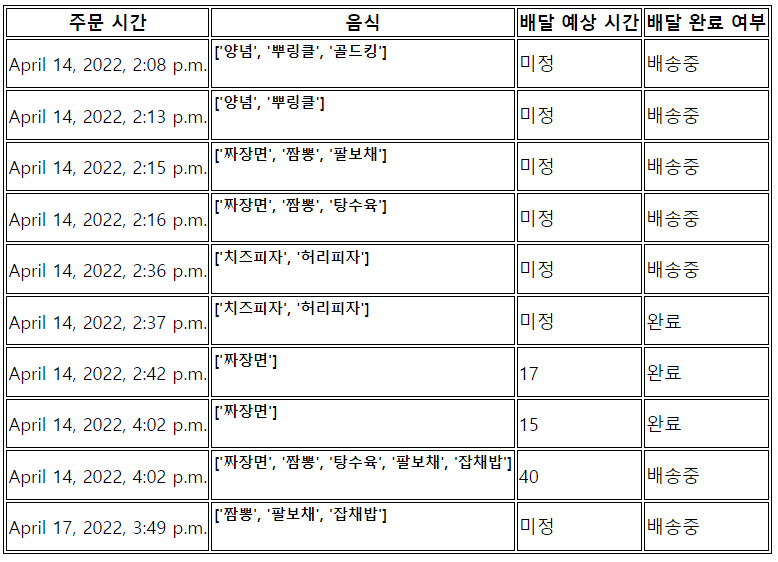 주문 시간 음식 배달 예상 시간 배달 완료 여부
April 14, 2022, 2:08 p.m. ['양념', '뿌링클', '골드킹'] 미정 배송중
April 14, 2022, 2:13 p.m. ['양념', '뿌링클'] 미정 배송중
April 14, 2022, 2:15 p.m. ['짜장면', '짬뽕', '팔보채'] 미정 배송중
April 14, 2022, 2:16 p.m. ['짜장면', '짬뽕', '탕수육'] 미정 배송중
April 14, 2022, 2:36 p.m. ['치즈피자', '허리피자'] 미정 배송중
April 14, 2022, 2:37 p.m. ['치즈피자', '허리피자'] 미정 완료
April 14, 2022, 2:42 p.m. ['짜장면'] 17 완료
April 14, 2022, 4:02 p.m. ['짜장면'] 15 완료
April 14, 2022, 4:02 p.m. ['짜장면', '짬뽕', '탕수육', '팔보채', '잡채밥'] 40 배송중
April 17, 2022, 3:49 p.m. ['짬뽕', '팔보채', '잡채밥'] 미정 배송중